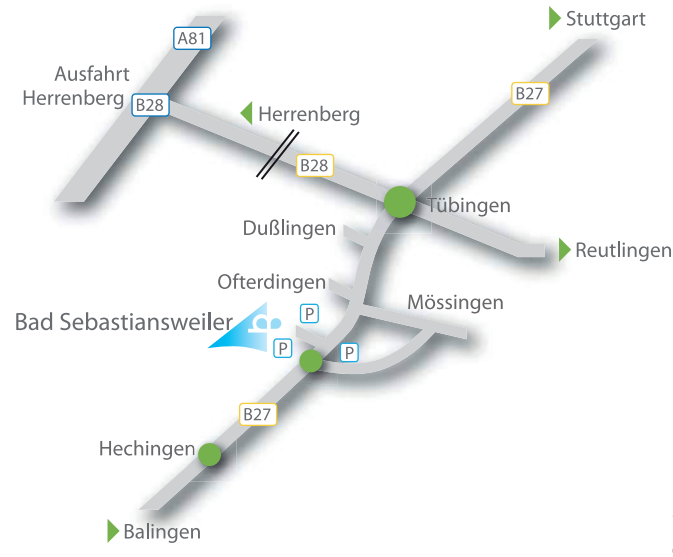 Stuttgart
A81
Ausfahrt
Herrenberg
B28
B27
Herrenberg
B28
Tübingen
Dußlingen
Reutlingen
Ofterdingen
Mössingen
P
Bad Sebastiansweiler
P
P
B27
Hechingen
Balingen